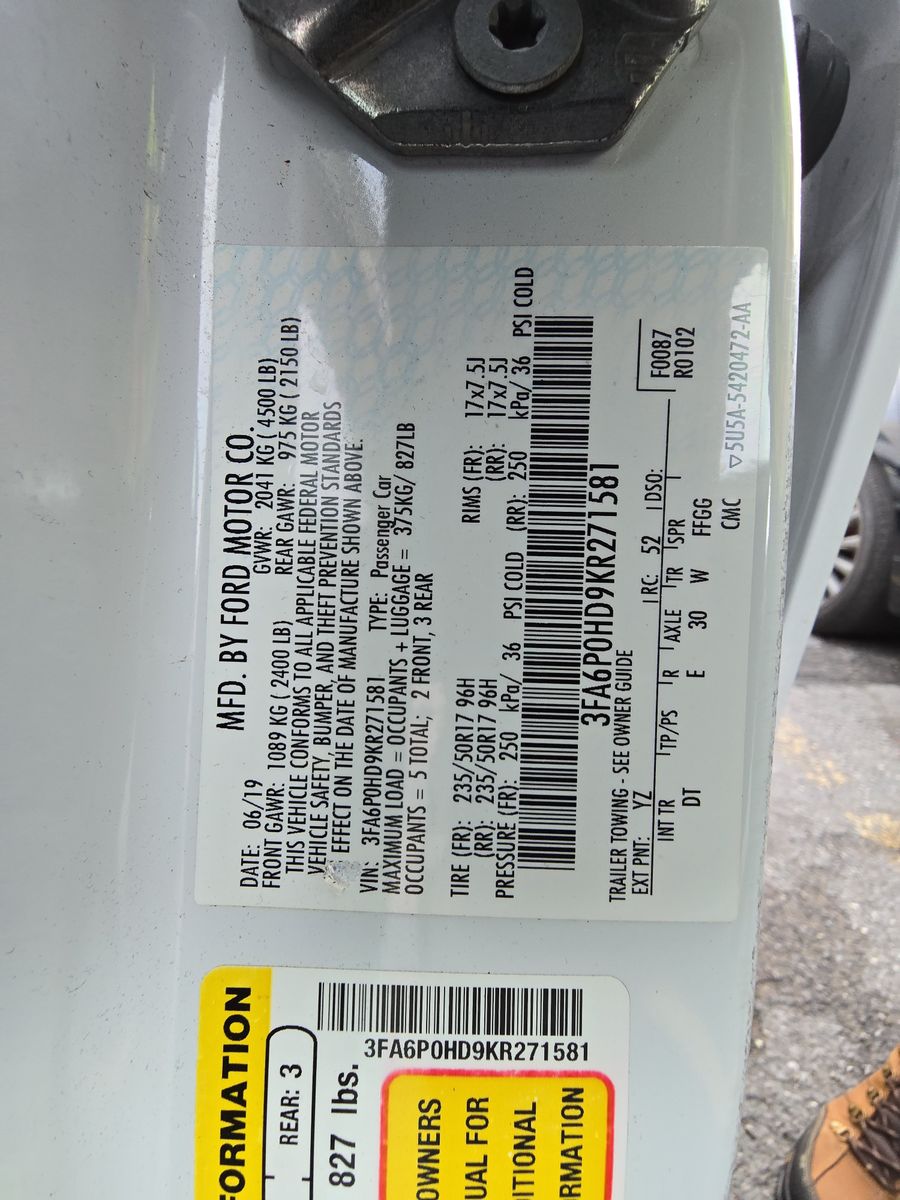 MFD. BY FORD MOTOR CO.
DATE: 06/19 GVWR: 2041 KG ( 4500 LB)
FRONT GAWR: 1089 KG ( 2400 LB) REAR GAWR: 975 KG ( 2150 LB)
THIS VEHICLE CONFORMS TO ALL APPLICABLE FEDERAL MOTOR
VEHICLE SAFETY, BUMPER, AND THEFT PREVENTION STANDARDS
EFFECT ON THE DATE OF MANUFACTURE SHOWN ABOVE.
VIN: 3FA6P0HD9KR271581 TYPE: Passenger Car
MAXIMUM LOAD = OCCUPANTS + LUGGAGE = 375KG/ 827LB
OCCUPANTS = 5 TOTAL; 2 FRONT, 3 REAR
TIRE (FR): 235/50R17 96H RIMS (FR): 17x7.5J
(RR): 235/50R17 96H (RR): 17x7.5J
PRESSURE (FR): 250 kPa/ 36 PSI COLD (RR): 250 kPa/ 36 PSI COLD
3FA6P0HD9KR271581
TRAILER TOWING - SEE OWNER GUIDE
EXT PNT: YZ RC: 52 DSO:
F0087
R0102
INT TR TP/PS R AXLE TR SPR
DT E 30 W FFGG
CMC
▽5U5A-5420472-AA
FORMATION
REAR: 3
827 lbs.
3FA6P0HD9KR271581
OWNERS
UAL FOR
ITIONAL
RMATION